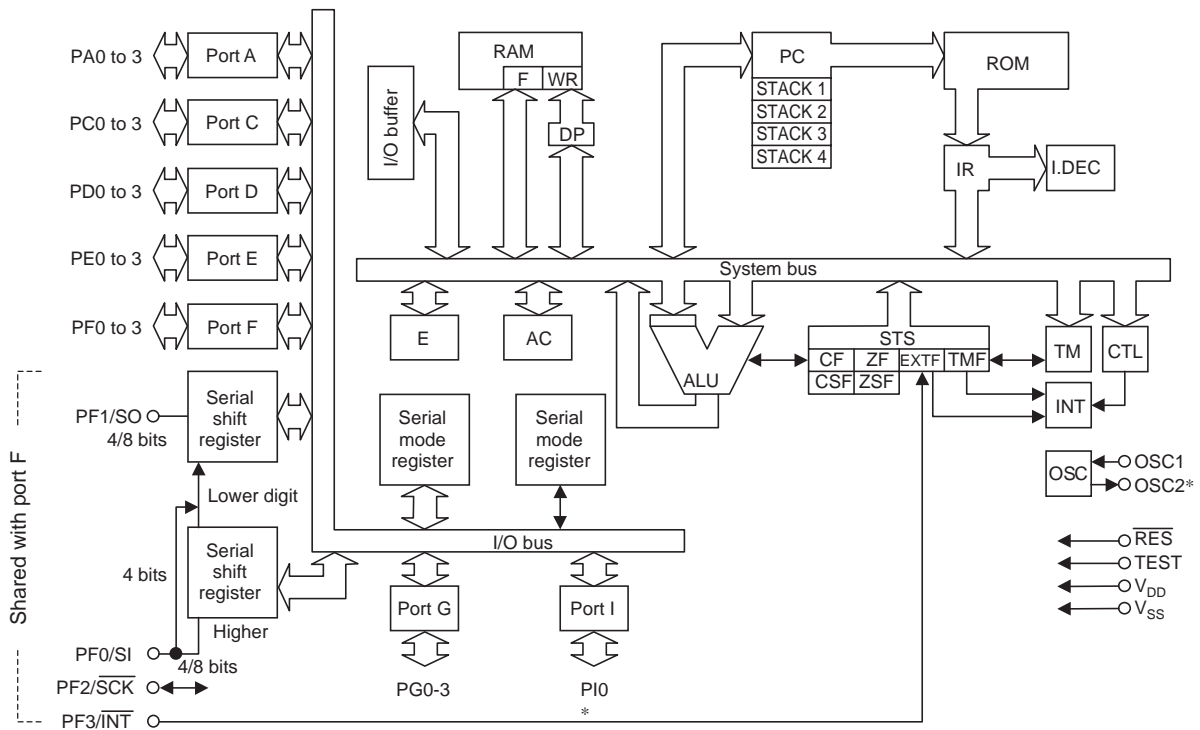 PA0 to 3
Port A
PC0 to 3
Port C
PD0 to 3
Port D
PE0 to 3
Port E
PF0 to 3
Port F
I/O buffer
RAM
F
WR
DP
PC
STACK 1
STACK 2
STACK 3
STACK 4
ROM
IR
I.DEC
System bus
E
AC
ALU
STS
CF
ZF
EXTF
TMF
CSF
ZSF
TM
CTL
INT
OSC
OSC1
OSC2*
RES
TEST
VDD
VSS
Shared with port F
PF1/SO
4/8 bits
Serial
shift
register
Lower digit
4 bits
Serial
shift
register
Higher
PF0/SI
4/8 bits
PF2/SCK
PF3/INT
Serial
mode
register
Serial
mode
register
I/O bus
Port G
Port I
PG0-3
PI0
*